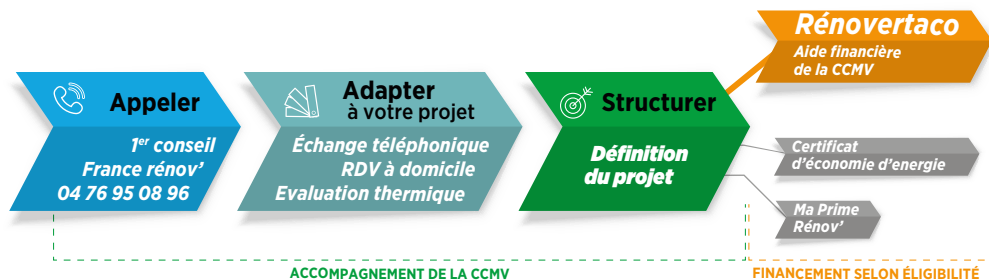 Appeler
1er conseil
France rénov’
04 76 95 08 96
Adapter
à votre projet
Échange téléphonique
RDV à domicile
Evaluation thermique
Structurer
Définition
du projet
Rénovertaco
Aide financière
de la CCMV
Certificat
d’économie d’energie
Ma Prime
Rénov’
ACCOMPAGNEMENT DE LA CCMV
FINANCEMENT SELON ÉLIGIBILITÉ